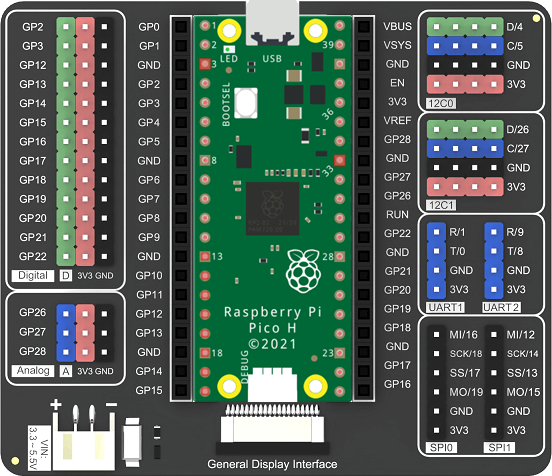 GP2
GP3
GP12
GP13
GP14
GP15
GP16
GP17
GP18
GP19
GP20
GP21
GP22
Digital D 3V3 GND
GP26
GP27
GP28
Analog A 3V3 GND
+ −
VIN:
3.3 ~ 5.5V
GP0
GP1
GND
GP2
GP3
GP4
GP5
GND
GP6
GP7
GP8
GP9
GND
GP10
GP11
GP12
GP13
GND
GP14
GP15
1
2
3
8
13
18
LED USB
BOOTSEL
39
36
33
28
23
Raspberry Pi
Pico H
©2021
DEBUG
General Display Interface
VBUS
VSYS
GND
EN
3V3
VREF
GP28
GND
GP27
GP26
RUN
GP22
GND
GP21
GP20
GP19
GP18
GND
GP17
GP16
D/4
C/5
GND
3V3
12C0
D/26
C/27
GND
3V3
12C1
R/1 R/9
T/0 T/8
GND GND
3V3 3V3
UART1 UART2
MI/16 MI/12
SCK/18 SCK/14
SS/17 SS/13
MO/19 MO/15
GND GND
3V3 3V3
SPI0 SPI1